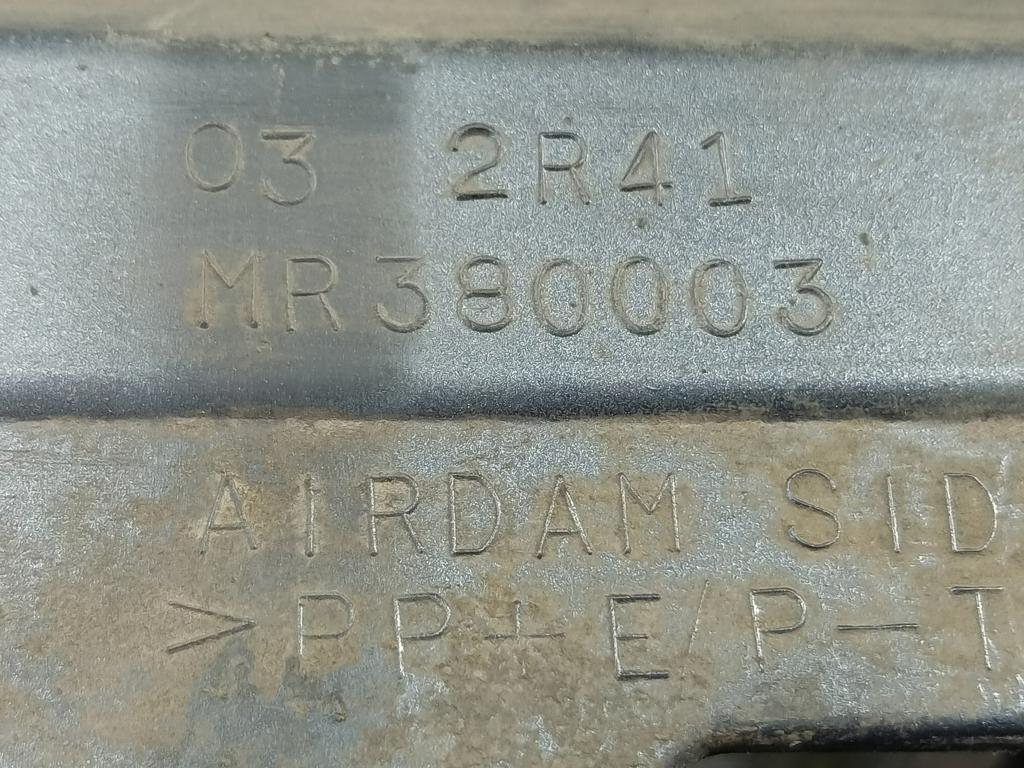 03 2R41
MR380003
AIRDAM SID
>PP+E/P-T